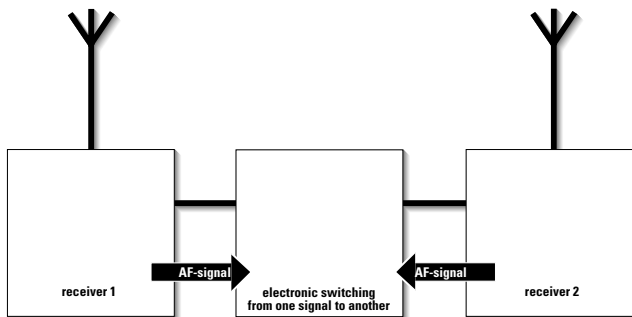 AF-signal
AF-signal
receiver 1
electronic switching
from one signal to another
receiver 2